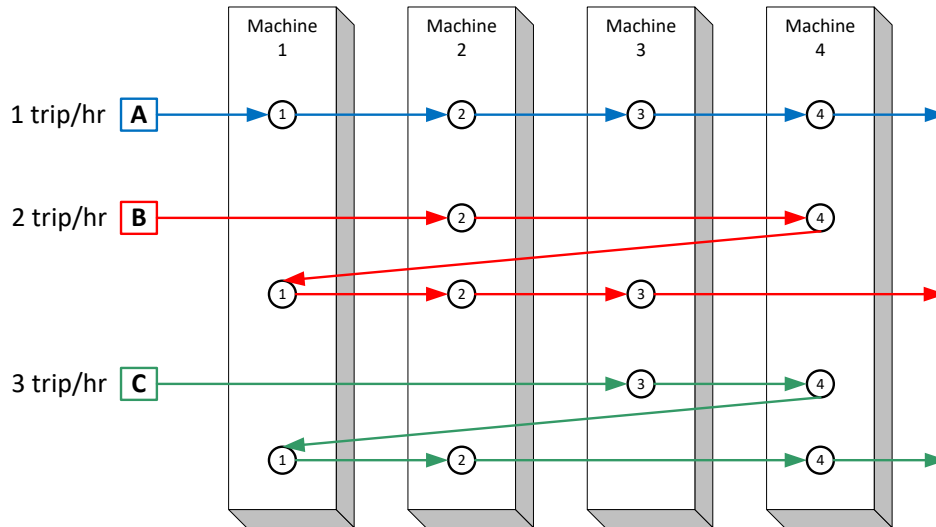 Machine
1
Machine
2
Machine
3
Machine
4
1 trip/hr A 1 2 3 4
2 trip/hr B 2 4
1 2 3
3 trip/hr C 3 4
1 2 4